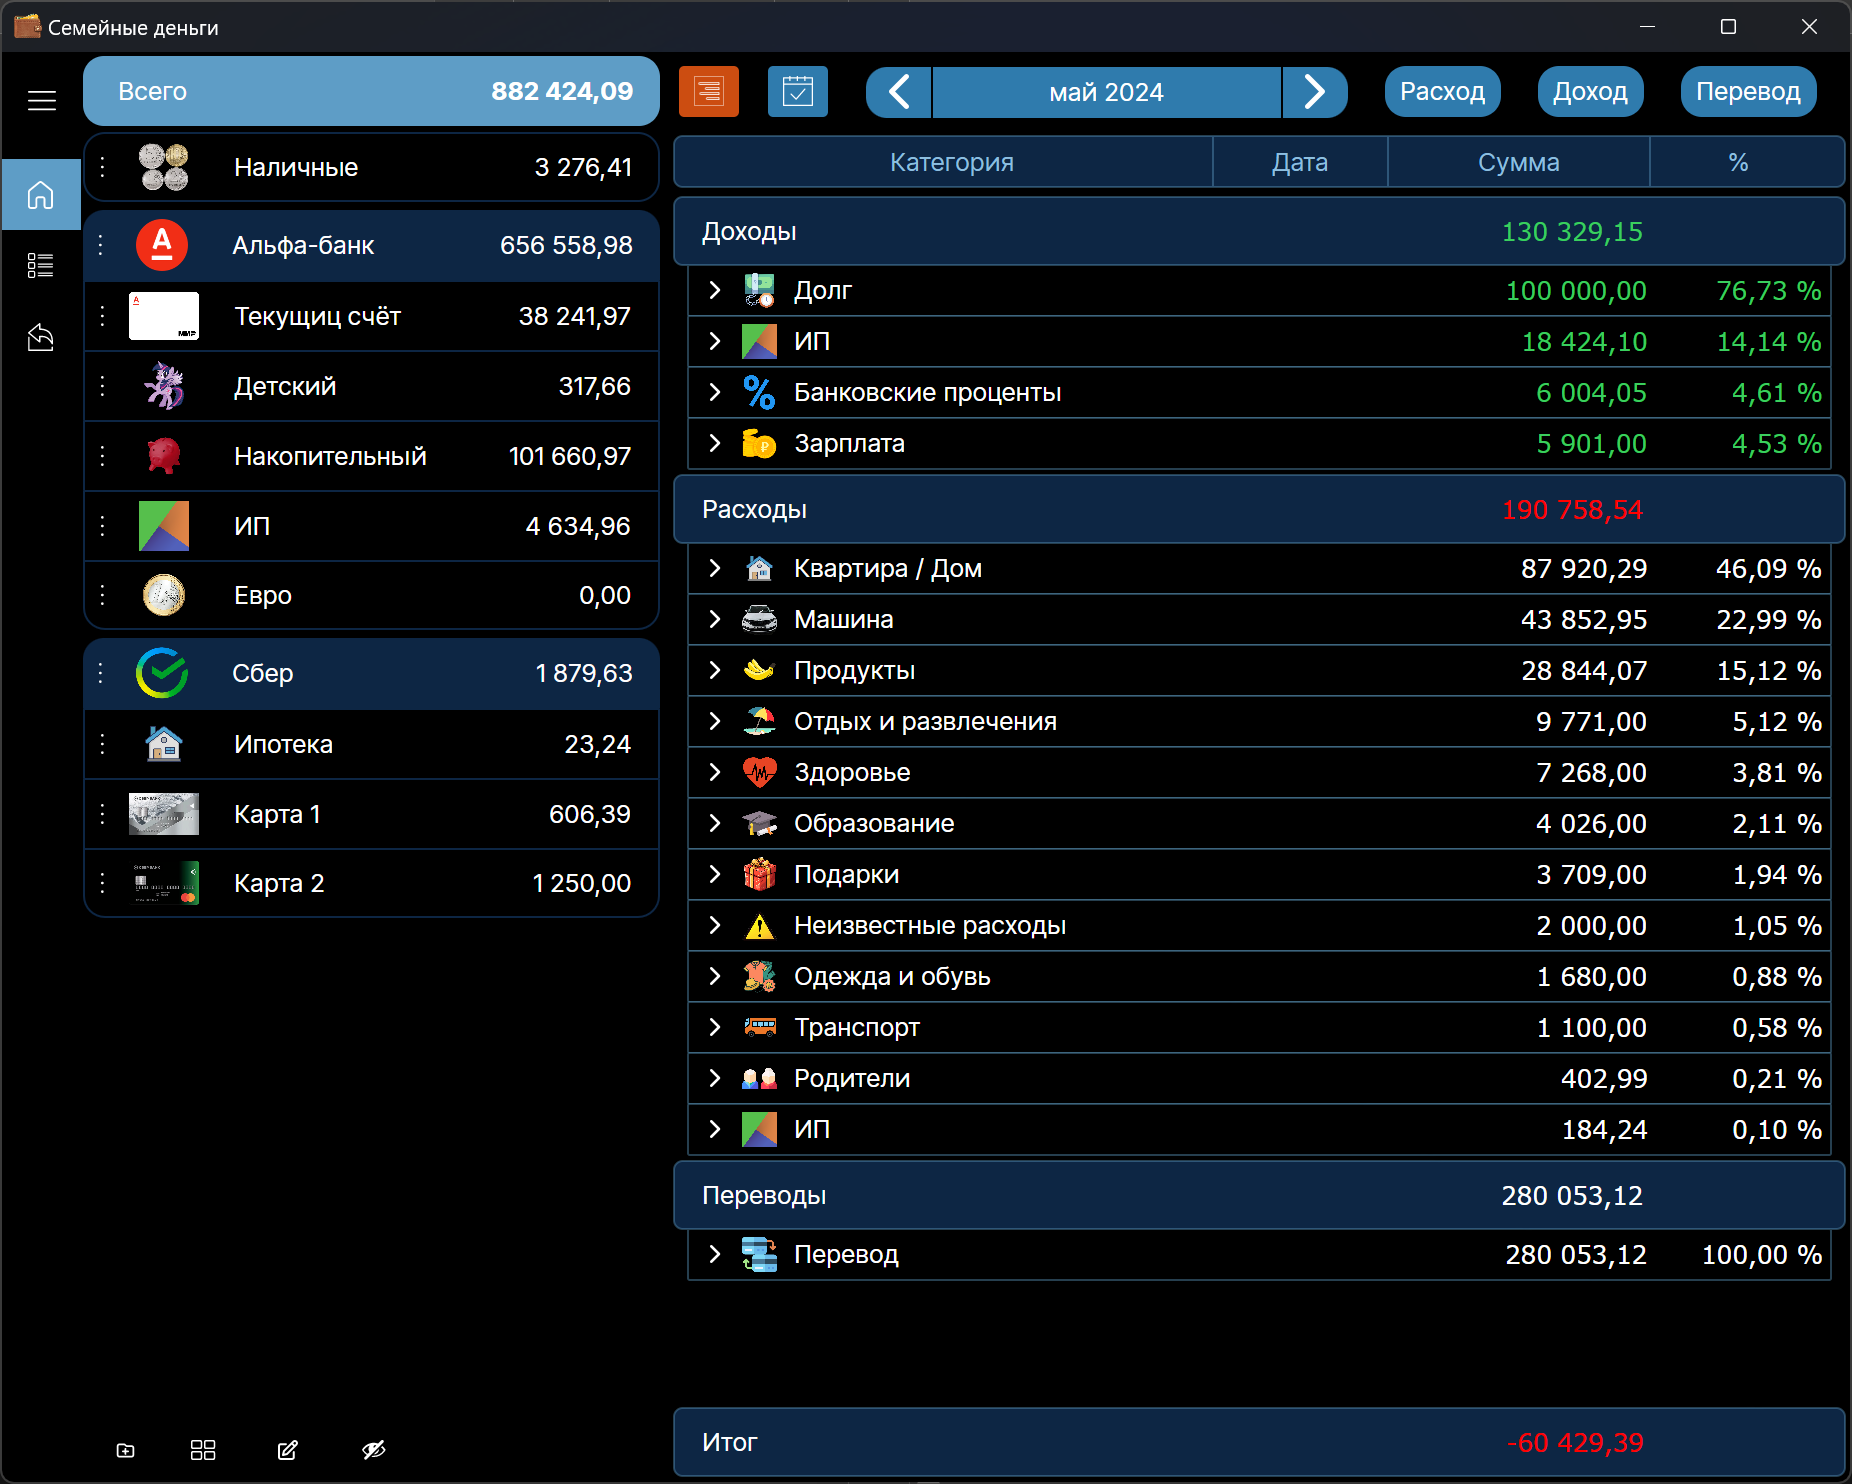 Семейные деньги
Всего 882 424,09
Наличные 3 276,41
Альфа-банк 656 558,98
Текущиц счёт 38 241,97
Детский 317,66
Накопительный 101 660,97
ИП 4 634,96
Евро 0,00
Сбер 1 879,63
Ипотека 23,24
Карта 1 606,39
Карта 2 1 250,00
май 2024 Расход Доход Перевод
Категория Дата Сумма %
Доходы 130 329,15
Долг 100 000,00 76,73 %
ИП 18 424,10 14,14 %
Банковские проценты 6 004,05 4,61 %
Зарплата 5 901,00 4,53 %
Расходы 190 758,54
Квартира / Дом 87 920,29 46,09 %
Машина 43 852,95 22,99 %
Продукты 28 844,07 15,12 %
Отдых и развлечения 9 771,00 5,12 %
Здоровье 7 268,00 3,81 %
Образование 4 026,00 2,11 %
Подарки 3 709,00 1,94 %
Неизвестные расходы 2 000,00 1,05 %
Одежда и обувь 1 680,00 0,88 %
Транспорт 1 100,00 0,58 %
Родители 402,99 0,21 %
ИП 184,24 0,10 %
Переводы 280 053,12
Перевод 280 053,12 100,00 %
Итог -60 429,39